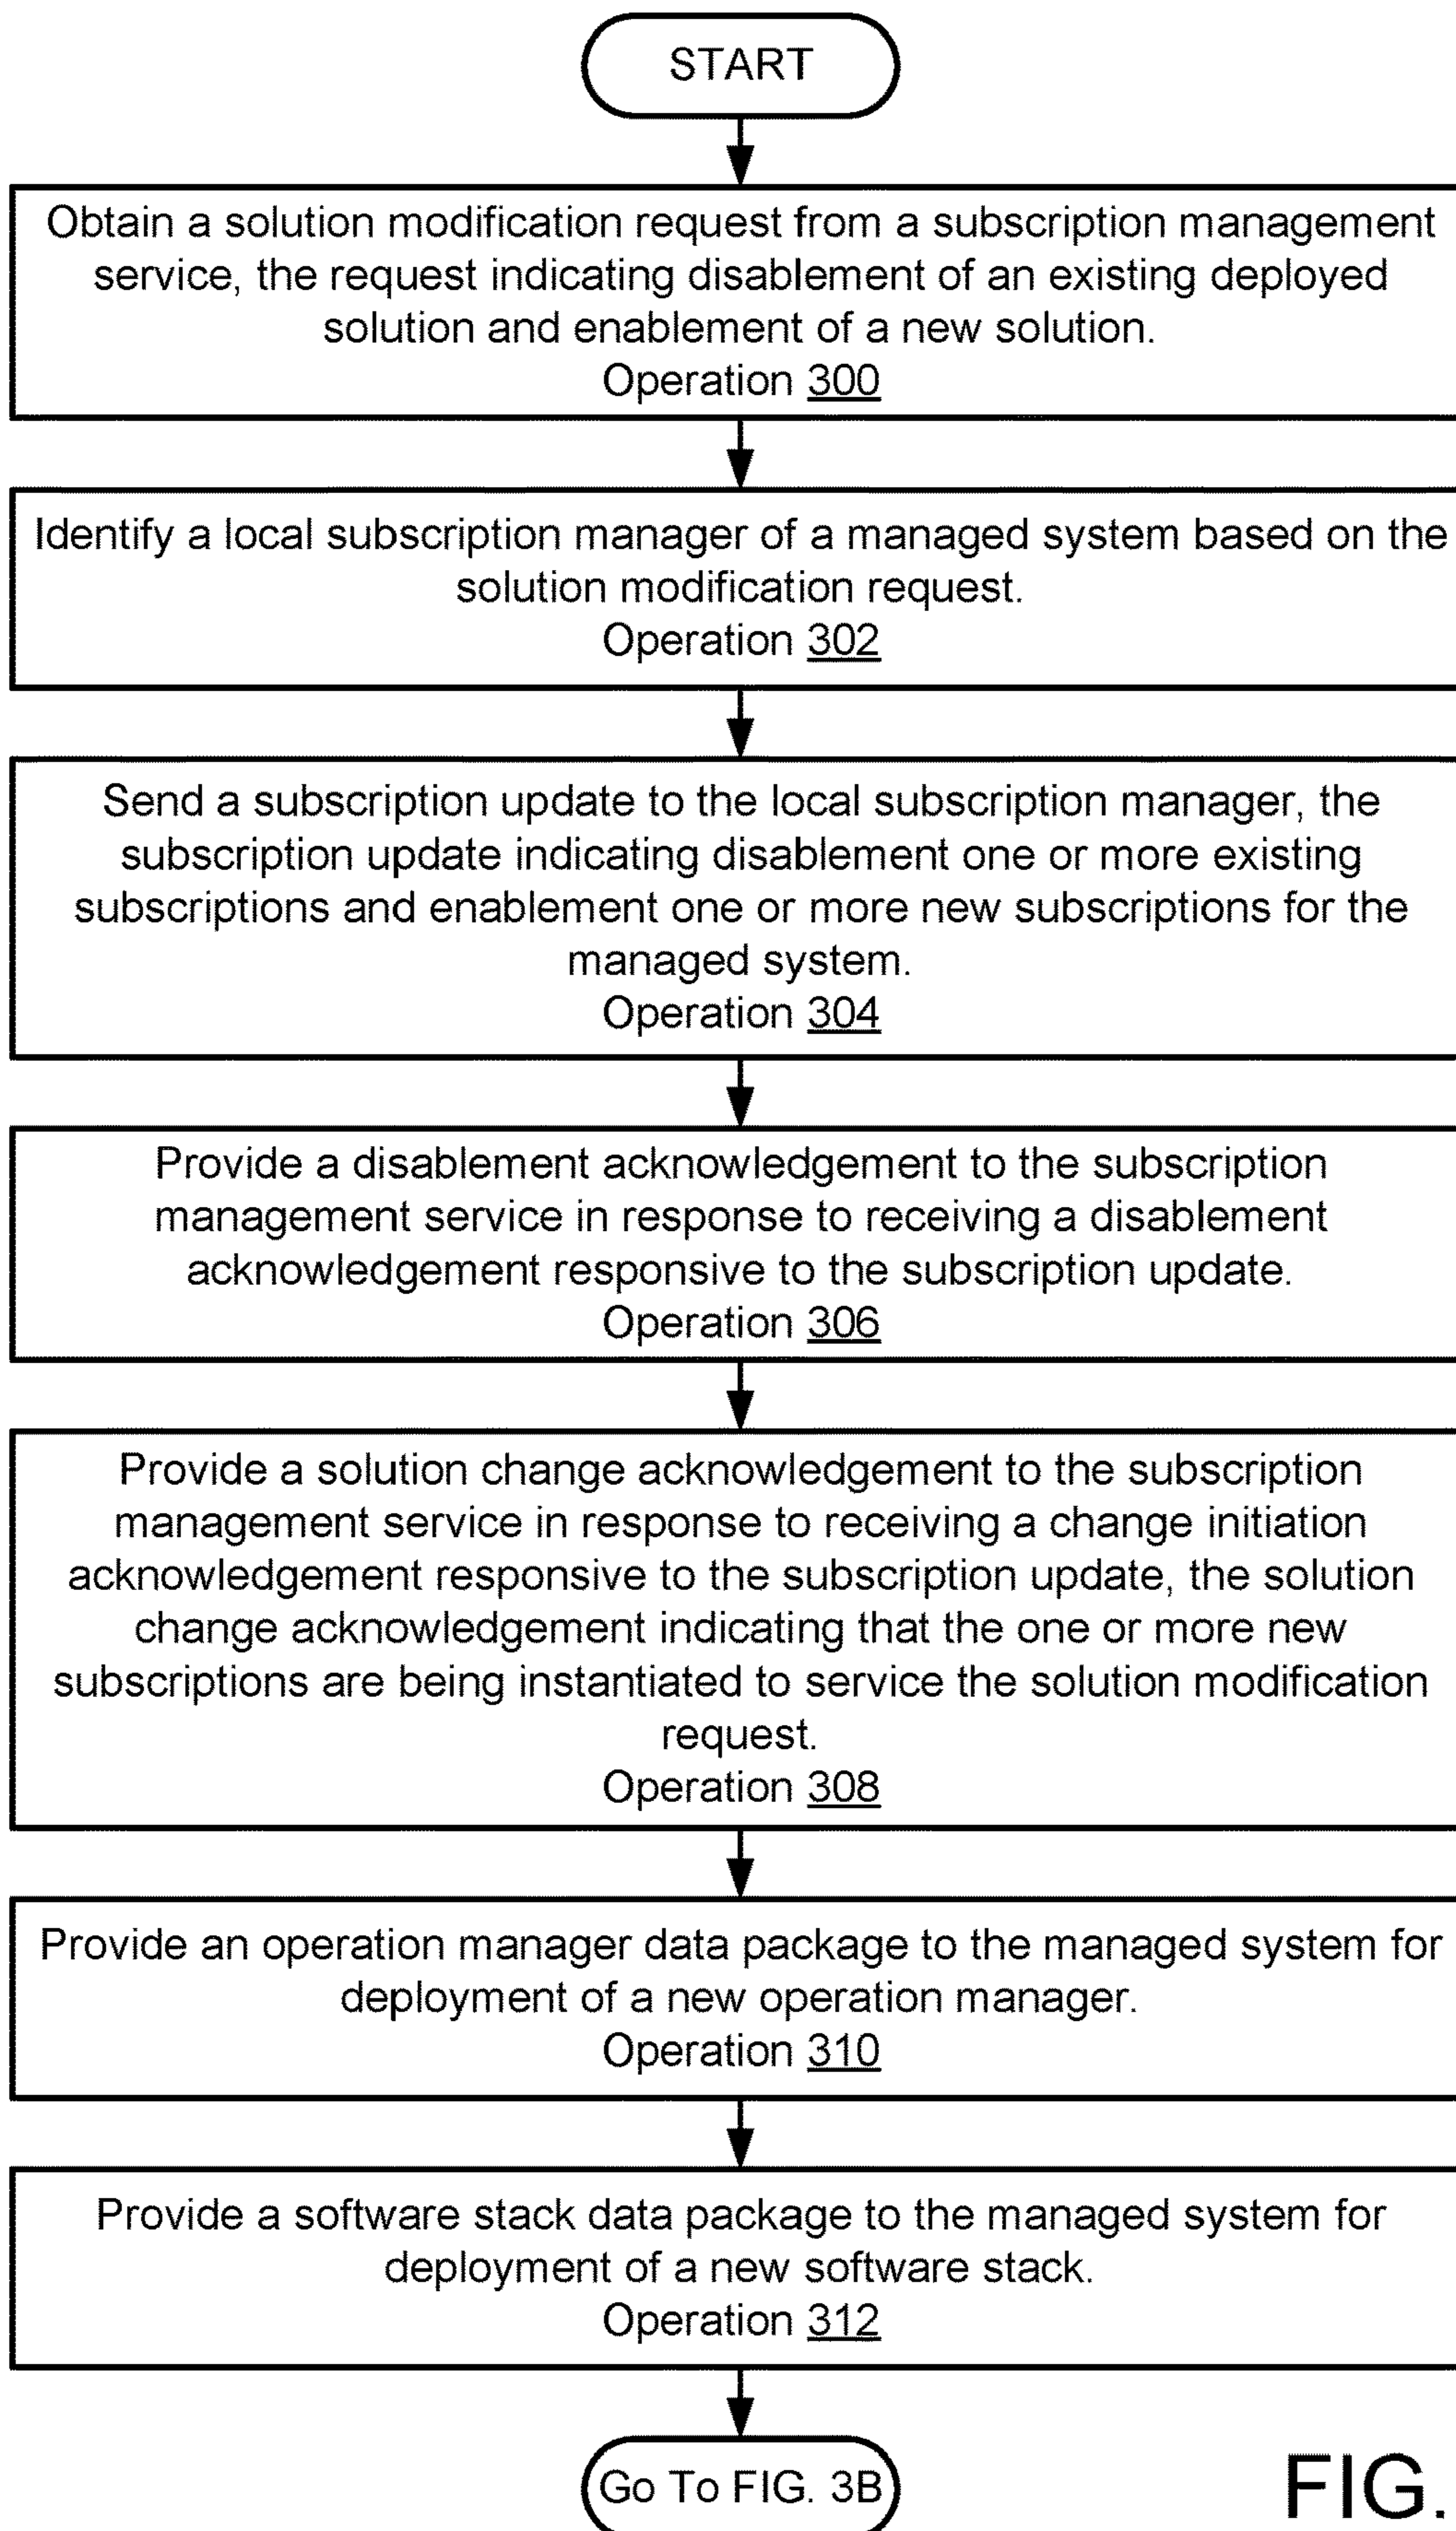 START
Obtain a solution modification request from a subscription management
service, the request indicating disablement of an existing deployed
solution and enablement of a new solution.
Operation 300
Identify a local subscription manager of a managed system based on the
solution modification request.
Operation 302
Send a subscription update to the local subscription manager, the
subscription update indicating disablement one or more existing
subscriptions and enablement one or more new subscriptions for the
managed system.
Operation 304
Provide a disablement acknowledgement to the subscription
management service in response to receiving a disablement
acknowledgement responsive to the subscription update.
Operation 306
Provide a solution change acknowledgement to the subscription
management service in response to receiving a change initiation
acknowledgement responsive to the subscription update, the solution
change acknowledgement indicating that the one or more new
subscriptions are being instantiated to service the solution modification
request.
Operation 308
Provide an operation manager data package to the managed system for
deployment of a new operation manager.
Operation 310
Provide a software stack data package to the managed system for
deployment of a new software stack.
Operation 312
Go To FIG. 3B
FIG.